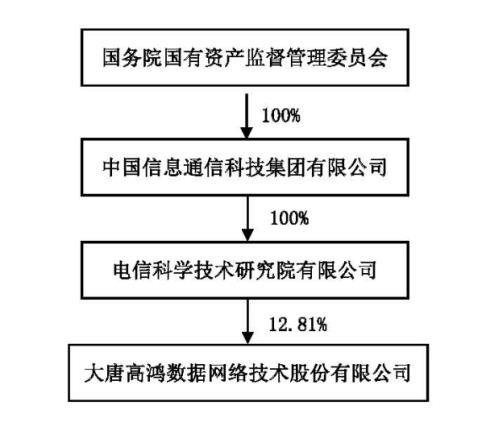 国务院国有资产监督管理委员会
100%
中国信息通信科技集团有限公司
100%
电信科学技术研究院有限公司
12.81%
大唐高鸿数据网络技术股份有限公司